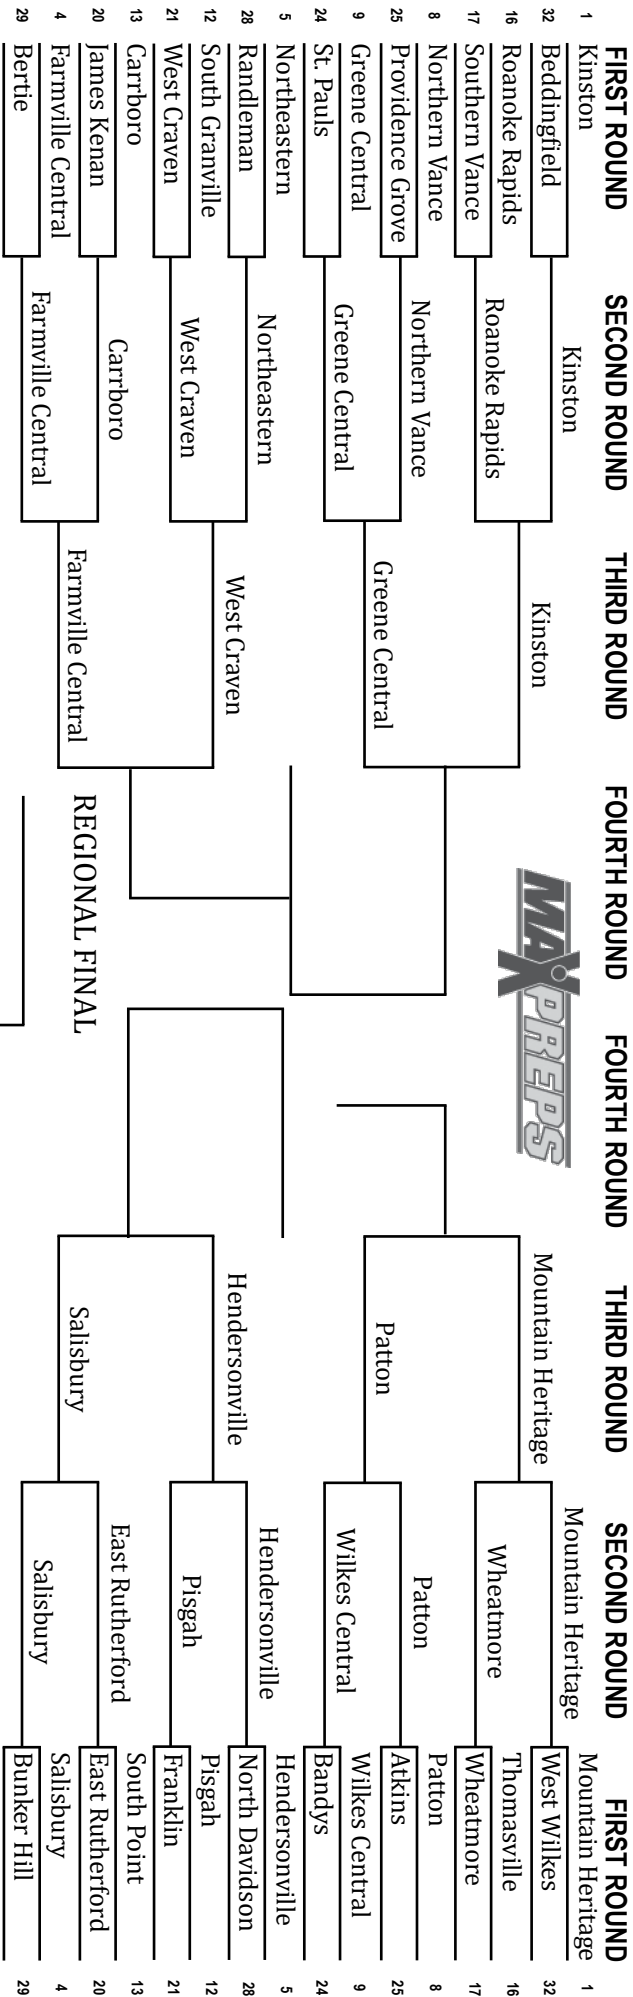 FIRST ROUND
SECOND ROUND
THIRD ROUND
FOURTH ROUND
FOURTH ROUND
THIRD ROUND
SECOND ROUND
FIRST ROUND
1 Kinston
32 Beddingfield
16 Roanoke Rapids
17 Southern Vance
8 Northern Vance
25 Providence Grove
9 Greene Central
24 St. Pauls
5 Northeastern
28 Randleman
12 South Granville
21 West Craven
13 Carrboro
20 James Kenan
4 Farmville Central
29 Bertie
Kinston
Roanoke Rapids
Northern Vance
Greene Central
Northeastern
West Craven
Carrboro
Farmville Central
Kinston
Greene Central
West Craven
Farmville Central
MAXPREPS
REGIONAL FINAL
Mountain Heritage
Patton
Hendersonville
Salisbury
Mountain Heritage
Wheatmore
Patton
Wilkes Central
Hendersonville
Pisgah
East Rutherford
Salisbury
Mountain Heritage 1
West Wilkes 32
Thomasville 16
Wheatmore 17
Patton 8
Atkins 25
Wilkes Central 9
Bandys 24
Hendersonville 5
North Davidson 28
Pisgah 12
Franklin 21
South Point 13
East Rutherford 20
Salisbury 4
Bunker Hill 29